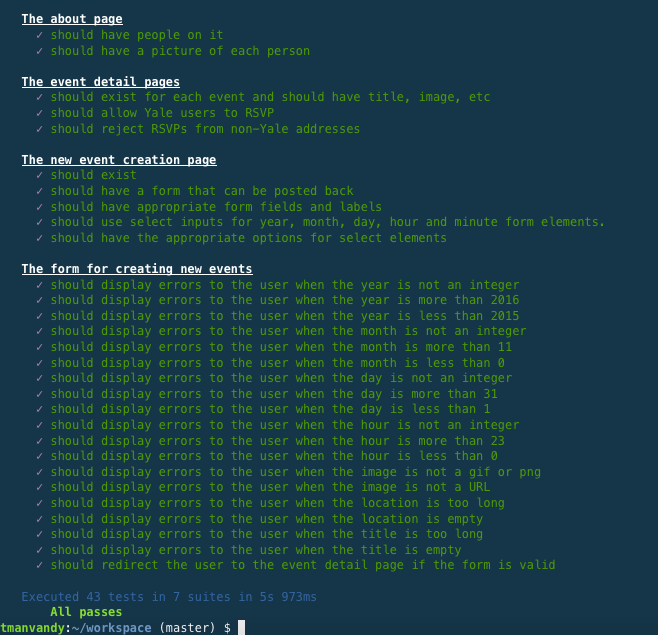 The about page
✓ should have people on it
✓ should have a picture of each person
The event detail pages
✓ should exist for each event and should have title, image, etc
✓ should allow Yale users to RSVP
✓ should reject RSVPs from non-Yale addresses
The new event creation page
✓ should exist
✓ should have a form that can be posted back
✓ should have appropriate form fields and labels
✓ should use select inputs for year, month, day, hour and minute form elements.
✓ should have the appropriate options for select elements
The form for creating new events
✓ should display errors to the user when the year is not an integer
✓ should display errors to the user when the year is more than 2016
✓ should display errors to the user when the year is less than 2015
✓ should display errors to the user when the month is not an integer
✓ should display errors to the user when the month is more than 11
✓ should display errors to the user when the month is less than 0
✓ should display errors to the user when the day is not an integer
✓ should display errors to the user when the day is more than 31
✓ should display errors to the user when the day is less than 1
✓ should display errors to the user when the hour is not an integer
✓ should display errors to the user when the hour is more than 23
✓ should display errors to the user when the hour is less than 0
✓ should display errors to the user when the image is not a gif or png
✓ should display errors to the user when the image is not a URL
✓ should display errors to the user when the location is too long
✓ should display errors to the user when the location is empty
✓ should display errors to the user when the title is too long
✓ should display errors to the user when the title is empty
✓ should redirect the user to the event detail page if the form is valid
Executed 43 tests in 7 suites in 5s 973ms
All passes
tmanvandy:~/workspace (master) $